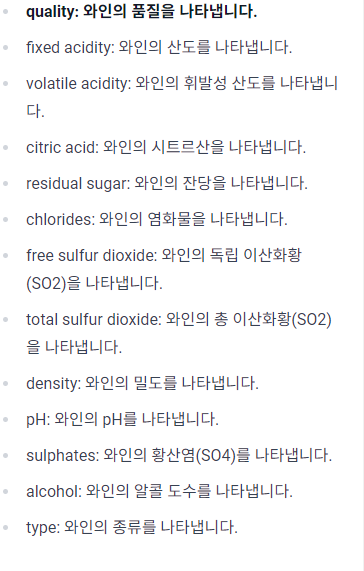 quality: 와인의 품질을 나타냅니다.
fixed acidity: 와인의 산도를 나타냅니다.
volatile acidity: 와인의 휘발성 산도를 나타냅니
다.
citric acid: 와인의 시트르산을 나타냅니다.
residual sugar: 와인의 잔당을 나타냅니다.
chlorides: 와인의 염화물을 나타냅니다.
free sulfur dioxide: 와인의 독립 이산화황
(SO2)을 나타냅니다.
total sulfur dioxide: 와인의 총 이산화황(SO2)
을 나타냅니다.
density: 와인의 밀도를 나타냅니다.
pH: 와인의 pH를 나타냅니다.
sulphates: 와인의 황산염(SO4)를 나타냅니다.
alcohol: 와인의 알콜 도수를 나타냅니다.
type: 와인의 종류를 나타냅니다.